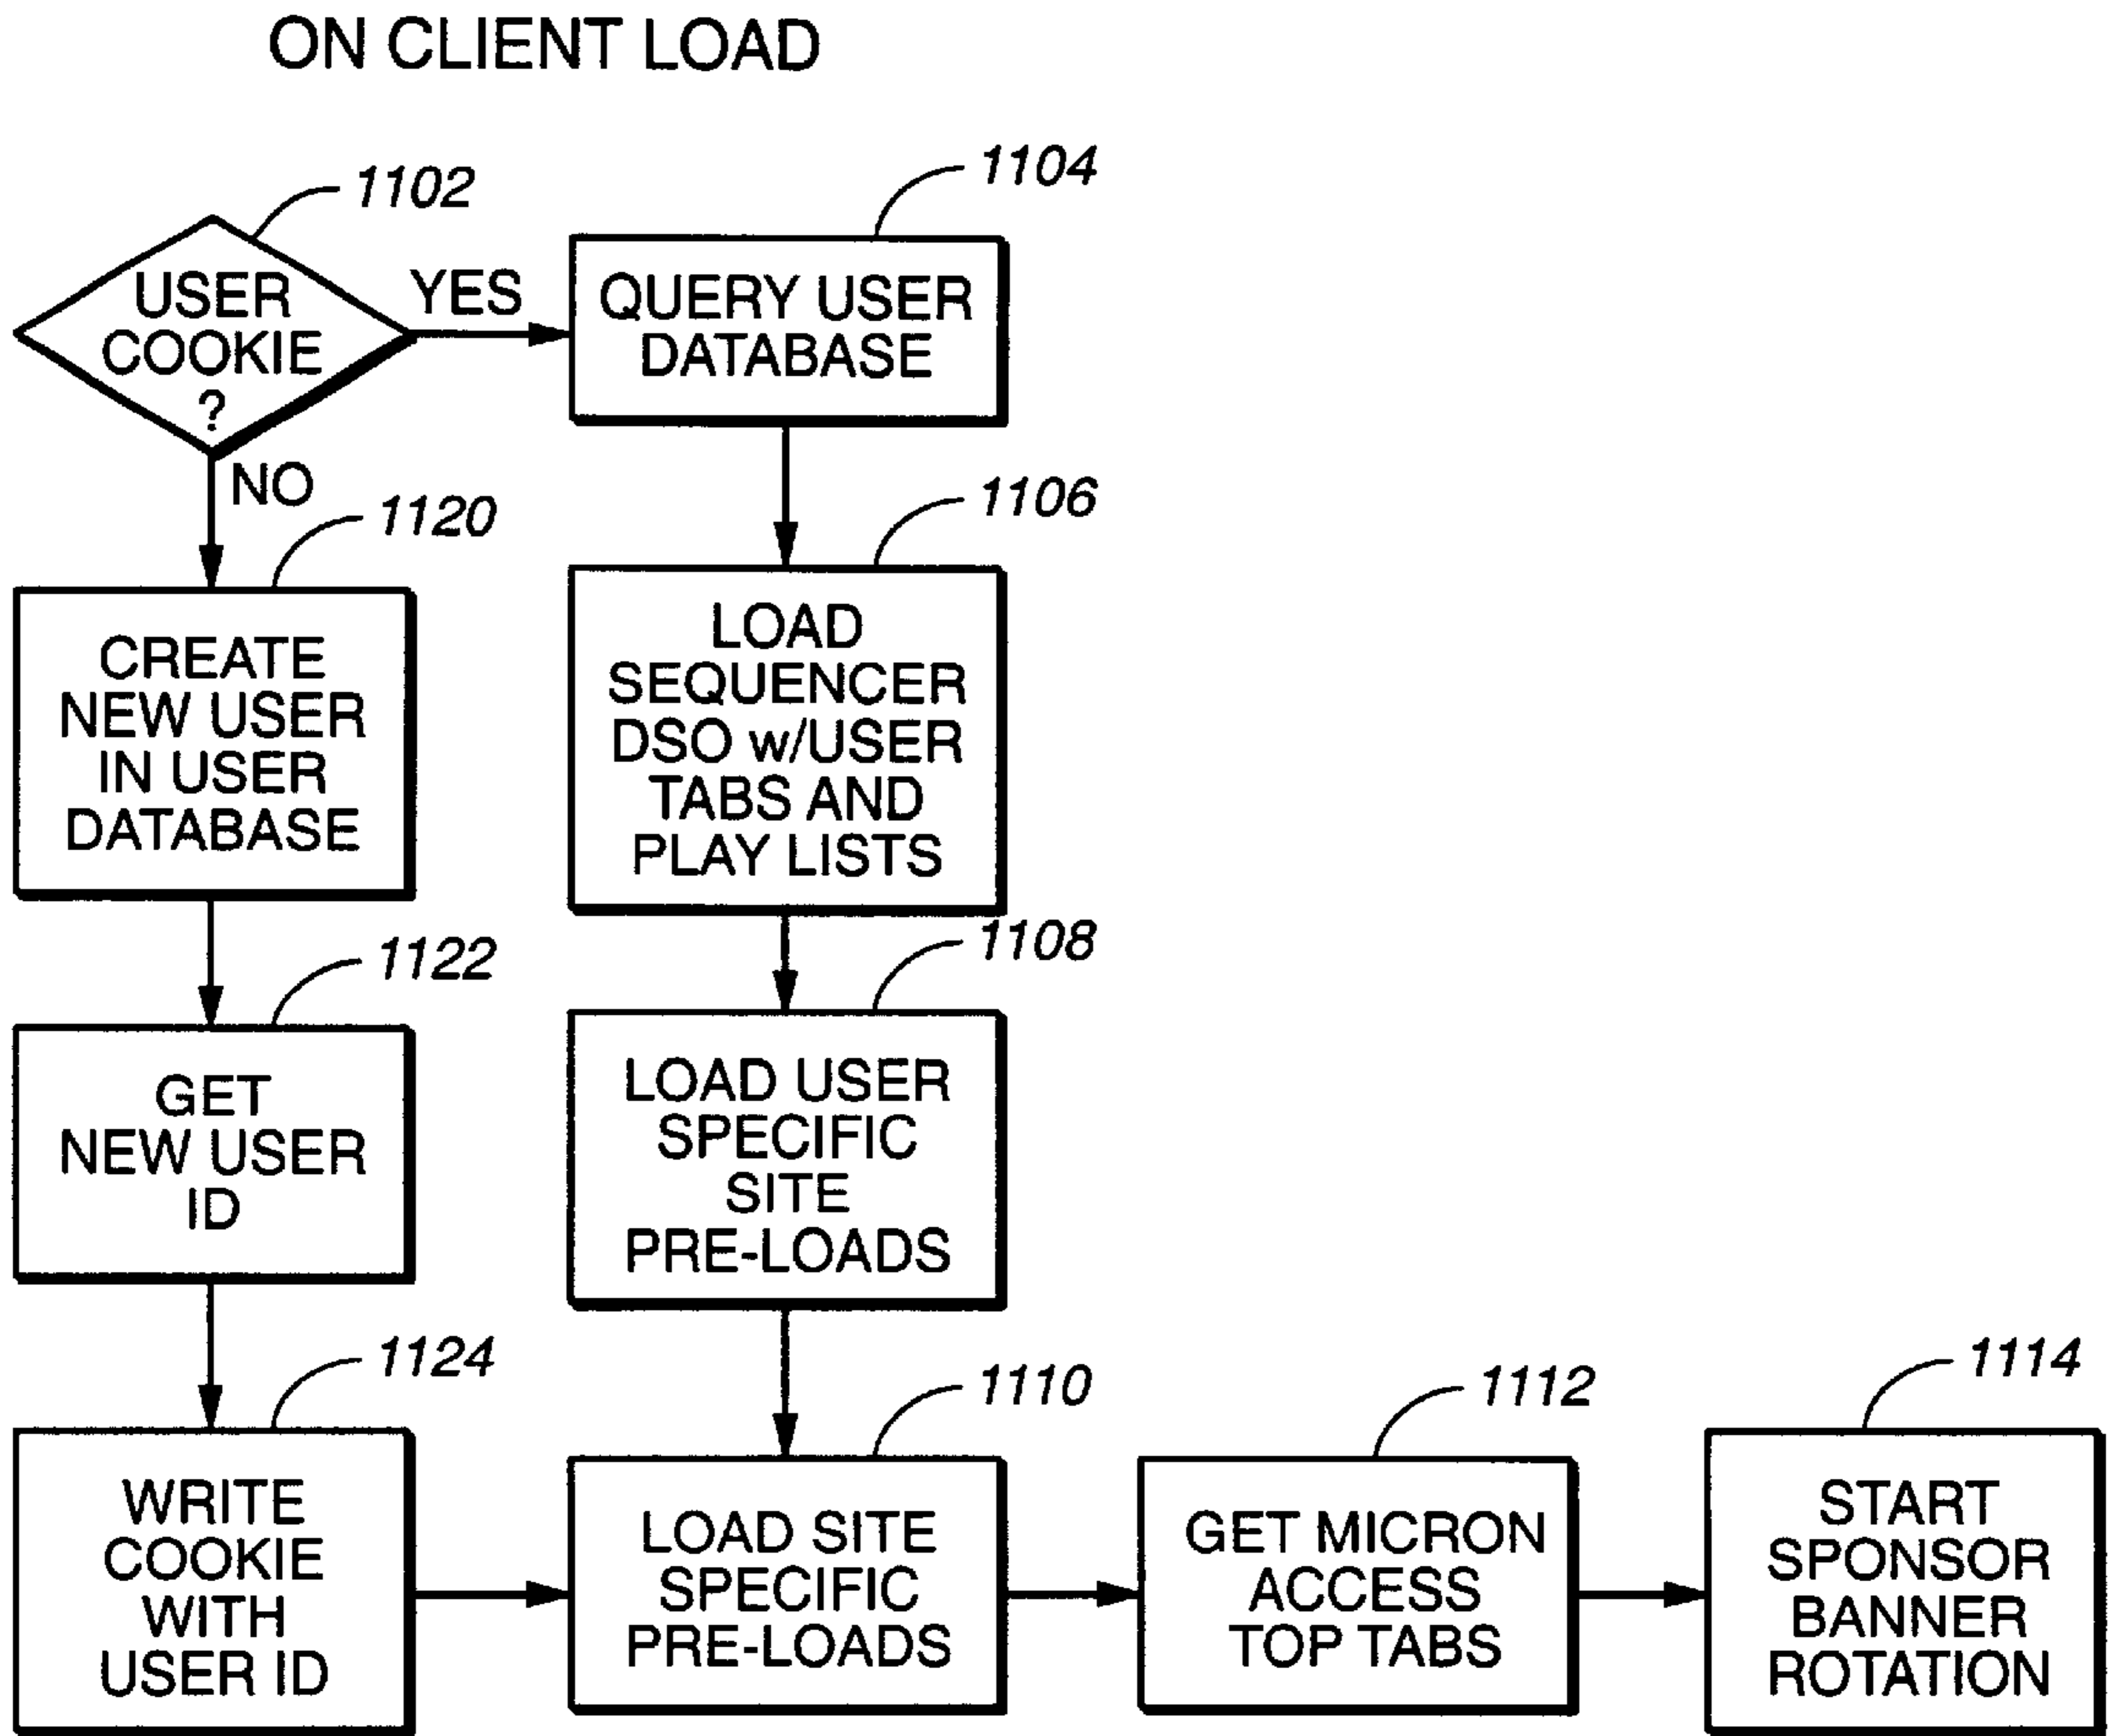 ON CLIENT LOAD
1102
USER
COOKIE
?
YES
NO
1104
QUERY USER
DATABASE
1106
LOAD
SEQUENCER
DSO w/USER
TABS AND
PLAY LISTS
1108
LOAD USER
SPECIFIC
SITE
PRE-LOADS
1120
CREATE
NEW USER
IN USER
DATABASE
1122
GET
NEW USER
ID
1124
WRITE
COOKIE
WITH
USER ID
1110
LOAD SITE
SPECIFIC
PRE-LOADS
1112
GET MICRON
ACCESS
TOP TABS
1114
START
SPONSOR
BANNER
ROTATION